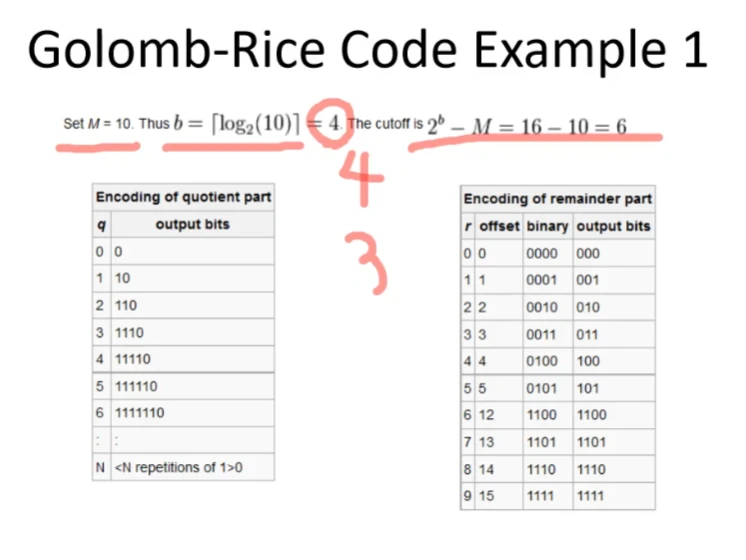 Golomb-Rice Code Example 1
Set M = 10. Thus b = ⌈log₂(10)⌉ = 4. The cutoff is 2ᵇ − M = 16 − 10 = 6
4
3
Encoding of quotient part
q output bits
0 0
1 10
2 110
3 1110
4 11110
5 111110
6 1111110
: :
N <N repetitions of 1>0
Encoding of remainder part
r offset binary output bits
0 0 0000 000
1 1 0001 001
2 2 0010 010
3 3 0011 011
4 4 0100 100
5 5 0101 101
6 12 1100 1100
7 13 1101 1101
8 14 1110 1110
9 15 1111 1111